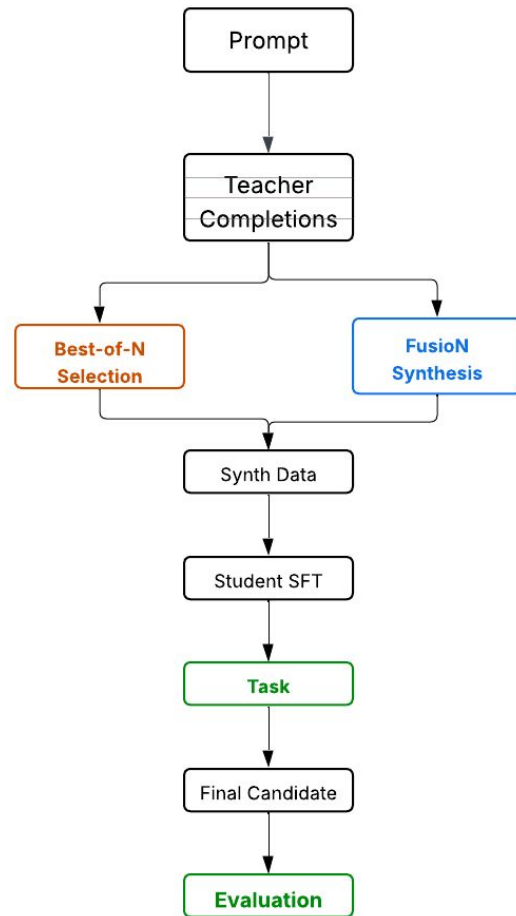 Prompt
Teacher
Completions
Best-of-N
Selection
FusioN
Synthesis
Synth Data
Student SFT
Task
Final Candidate
Evaluation